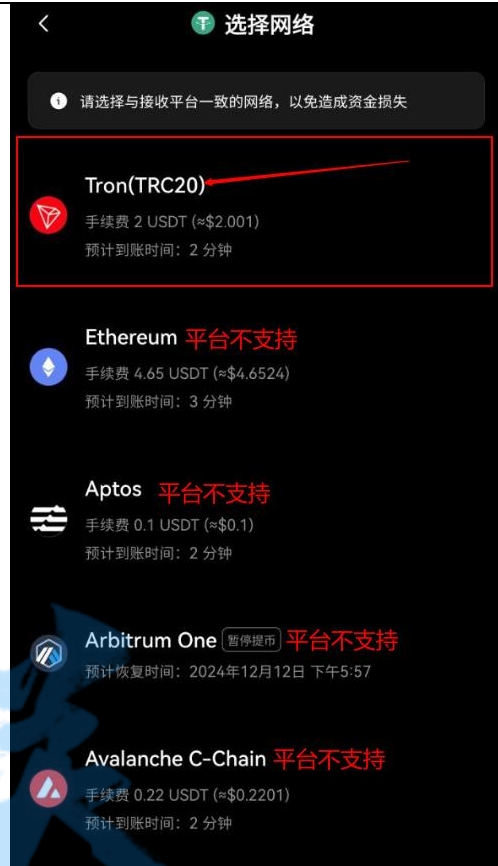 选择网络
请选择与接收平台一致的网络，以免造成资金损失
Tron(TRC20)
手续费 2 USDT (≈$2.001)
预计到账时间：2 分钟
Ethereum 平台不支持
手续费 4.65 USDT (≈$4.6524)
预计到账时间：3 分钟
Aptos 平台不支持
手续费 0.1 USDT (≈$0.1)
预计到账时间：2 分钟
Arbitrum One 暂停提币 平台不支持
预计恢复时间：2024年12月12日 下午5:57
Avalanche C-Chain 平台不支持
手续费 0.22 USDT (≈$0.2201)
预计到账时间：2 分钟